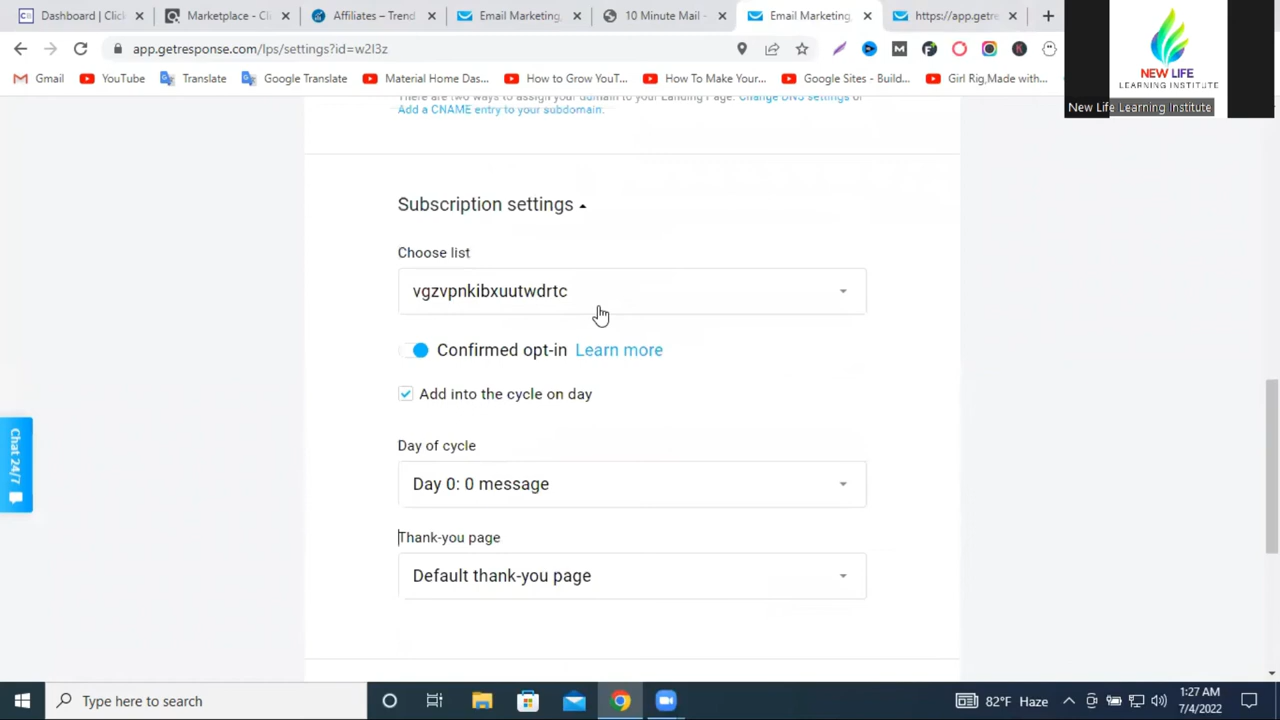 Dashboard | Click
Marketplace - Cli
Affiliates – Trend
Email Marketing,
10 Minute Mail -
Email Marketing,
https://app.getre
app.getresponse.com/lps/settings?id=w2l3z
Gmail
YouTube
Translate
Google Translate
Material Home Das...
How to Grow YouT...
How To Make Your...
Google Sites - Build...
Girl Rig,Made with...
NEW LIFE
LEARNING INSTITUTE
New Life Learning Institute
There are two ways to assign your domain to your Landing Page: Change DNS settings or
Add a CNAME entry to your subdomain.
Subscription settings
Choose list
vgzvpnkibxuutwdrtc
Confirmed opt-in Learn more
Add into the cycle on day
Day of cycle
Day 0: 0 message
Thank-you page
Default thank-you page
Chat 24/7
Type here to search
82°F Haze
1:27 AM
7/4/2022